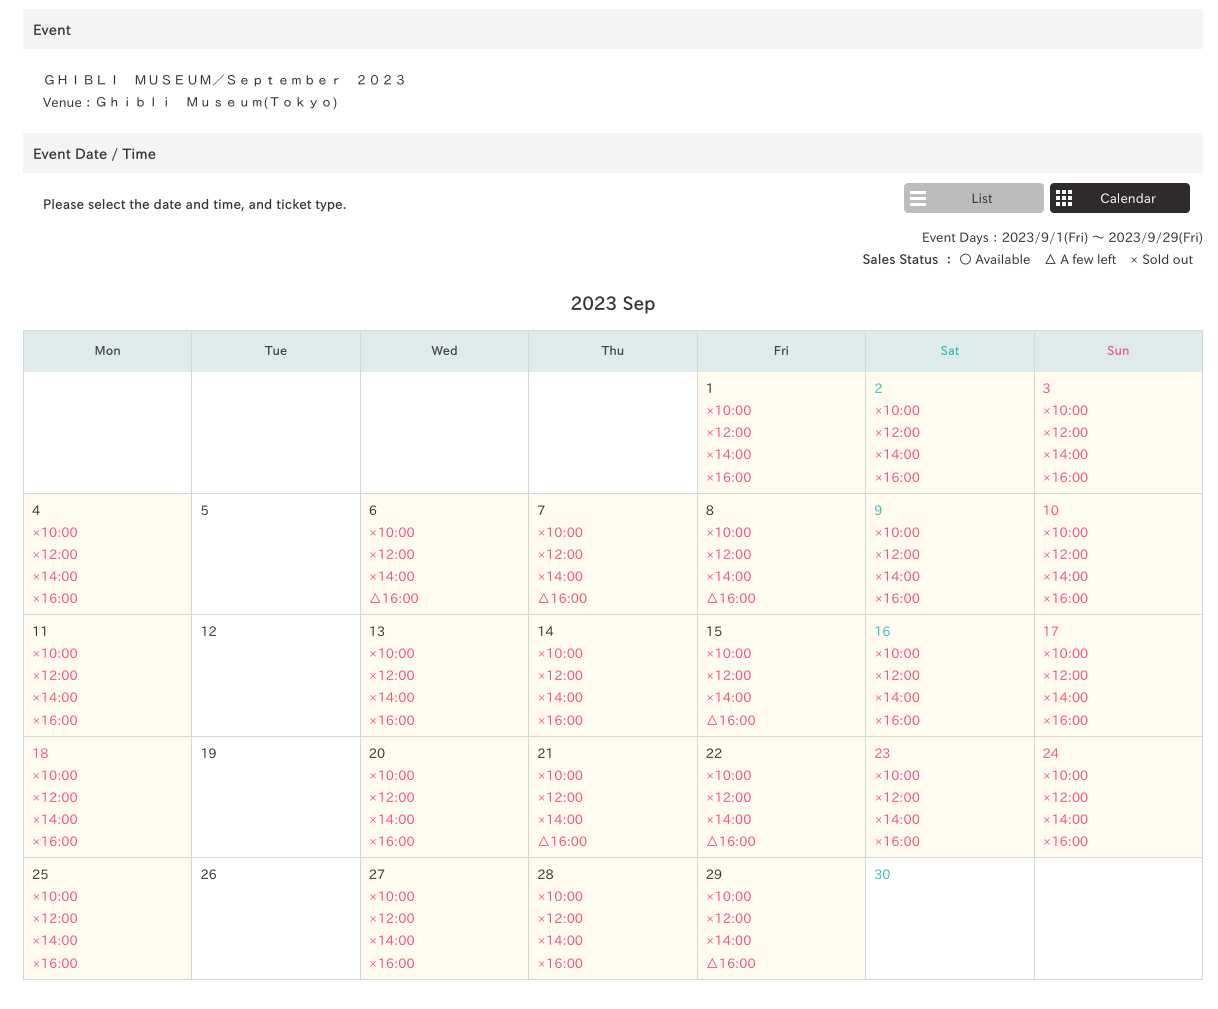 Event
ＧＨＩＢＬＩ　ＭＵＳＥＵＭ／Ｓｅｐｔｅｍｂｅｒ　２０２３
Venue : Ｇｈｉｂｌｉ　Ｍｕｓｅｕｍ(Ｔｏｋｙｏ)
Event Date / Time
Please select the date and time, and ticket type.
List
Calendar
Event Days : 2023/9/1(Fri) ～ 2023/9/29(Fri)
Sales Status : ○ Available △ A few left × Sold out
2023 Sep
Mon Tue Wed Thu Fri Sat Sun
1 2 3
×10:00 ×10:00 ×10:00
×12:00 ×12:00 ×12:00
×14:00 ×14:00 ×14:00
×16:00 ×16:00 ×16:00
4 5 6 7 8 9 10
×10:00 ×10:00 ×10:00 ×10:00 ×10:00 ×10:00
×12:00 ×12:00 ×12:00 ×12:00 ×12:00 ×12:00
×14:00 ×14:00 ×14:00 ×14:00 ×14:00 ×14:00
×16:00 △16:00 △16:00 △16:00 ×16:00 ×16:00
11 12 13 14 15 16 17
×10:00 ×10:00 ×10:00 ×10:00 ×10:00 ×10:00
×12:00 ×12:00 ×12:00 ×12:00 ×12:00 ×12:00
×14:00 ×14:00 ×14:00 ×14:00 ×14:00 ×14:00
×16:00 ×16:00 ×16:00 △16:00 ×16:00 ×16:00
18 19 20 21 22 23 24
×10:00 ×10:00 ×10:00 ×10:00 ×10:00 ×10:00
×12:00 ×12:00 ×12:00 ×12:00 ×12:00 ×12:00
×14:00 ×14:00 ×14:00 ×14:00 ×14:00 ×14:00
×16:00 ×16:00 △16:00 △16:00 ×16:00 ×16:00
25 26 27 28 29 30
×10:00 ×10:00 ×10:00 ×10:00
×12:00 ×12:00 ×12:00 ×12:00
×14:00 ×14:00 ×14:00 ×14:00
×16:00 ×16:00 ×16:00 △16:00